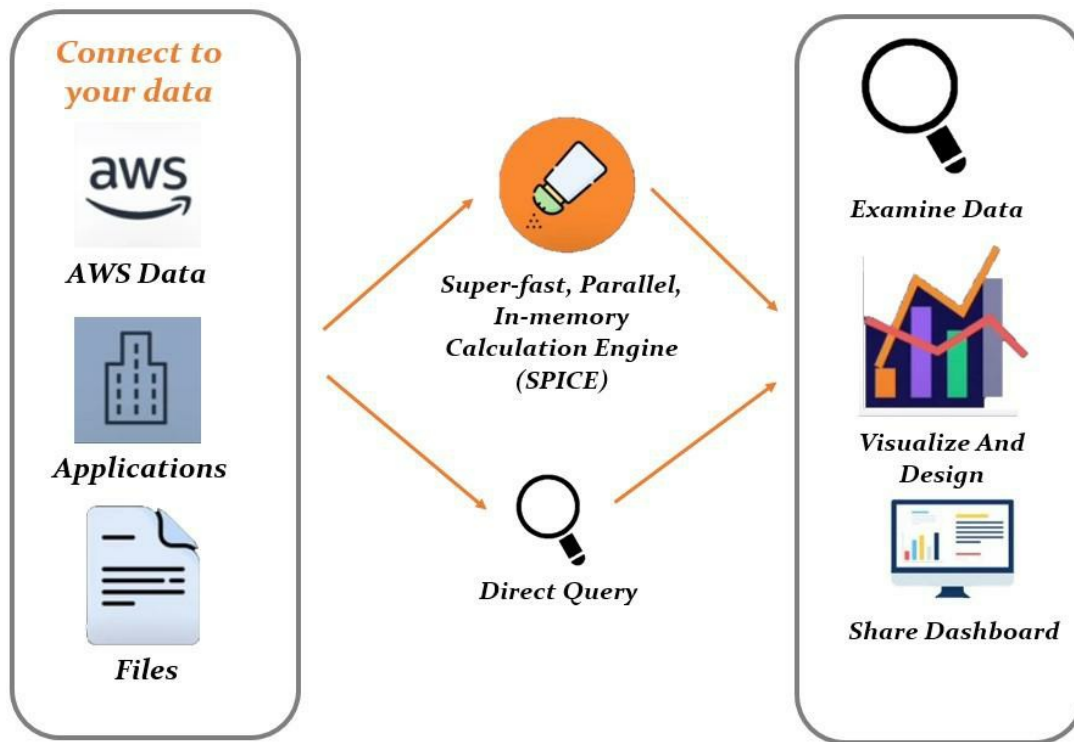 Connect to
your data
aws
AWS Data
Applications
Files
Super-fast, Parallel,
In-memory
Calculation Engine
(SPICE)
Direct Query
Examine Data
Visualize And
Design
Share Dashboard